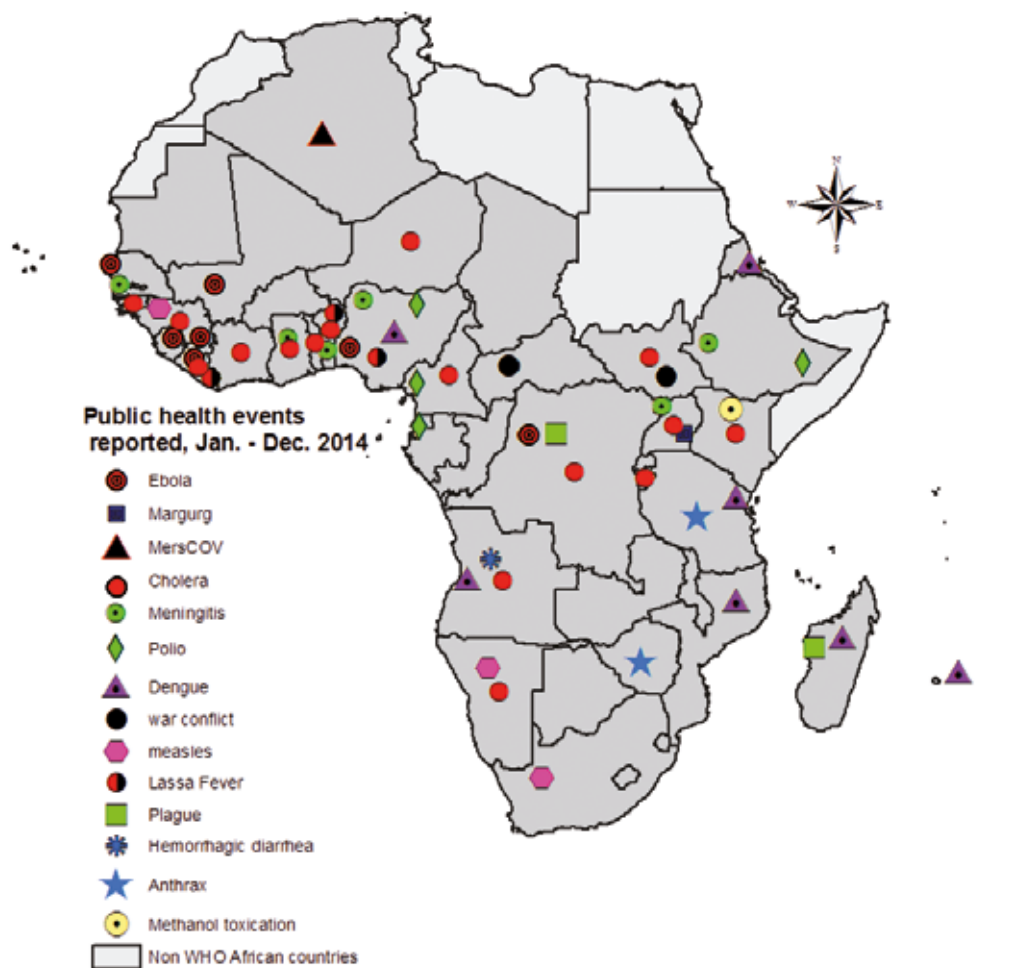 N
W
E
S
Public health events
reported, Jan. - Dec. 2014
Ebola
Margurg
MersCOV
Cholera
Meningitis
Polio
Dengue
war conflict
measles
Lassa Fever
Plague
Hemorrhagic diarrhea
Anthrax
Methanol toxication
Non WHO African countries